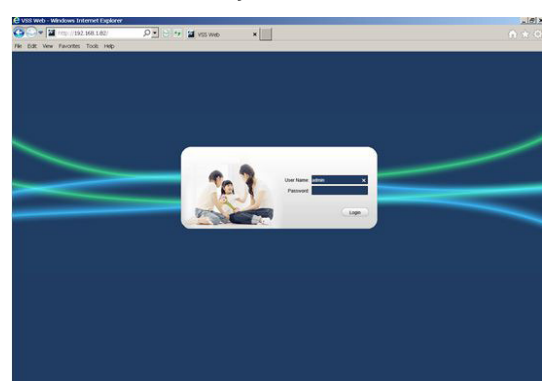 VSS Web - Windows Internet Explorer
http://192.168.1.82/
VSS Web
File Edit View Favorites Tools Help
User Name: admin
Password:
Login